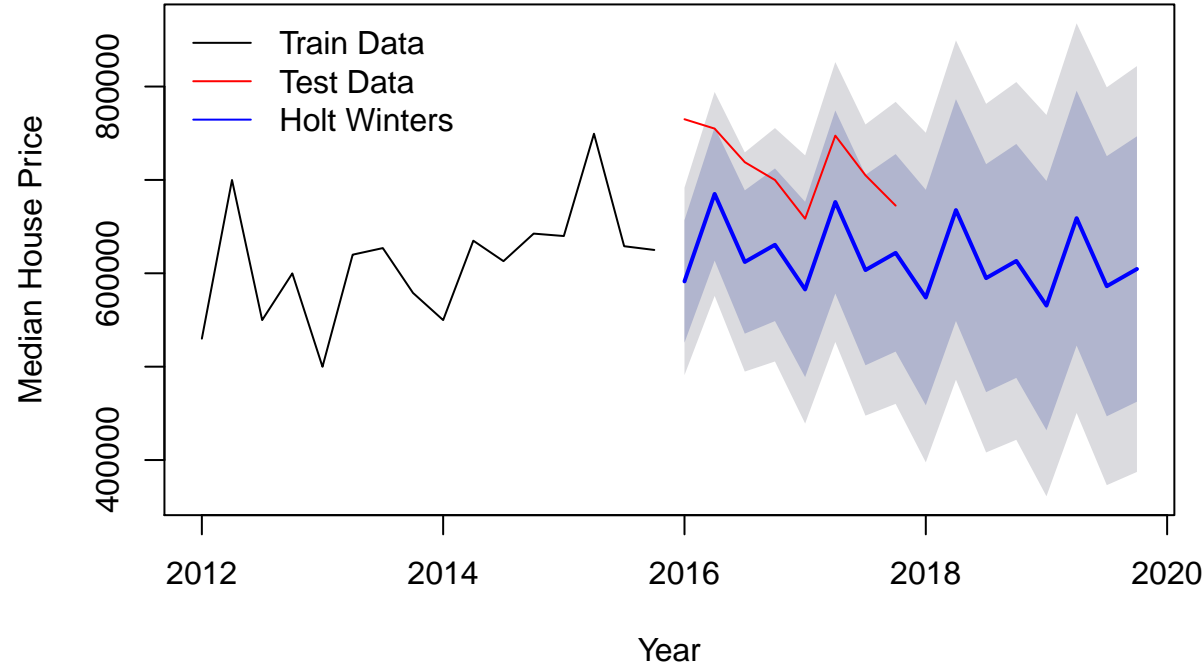 Train Data
Test Data
Holt Winters
Median House Price
800000
600000
400000
2012 2014 2016 2018 2020
Year